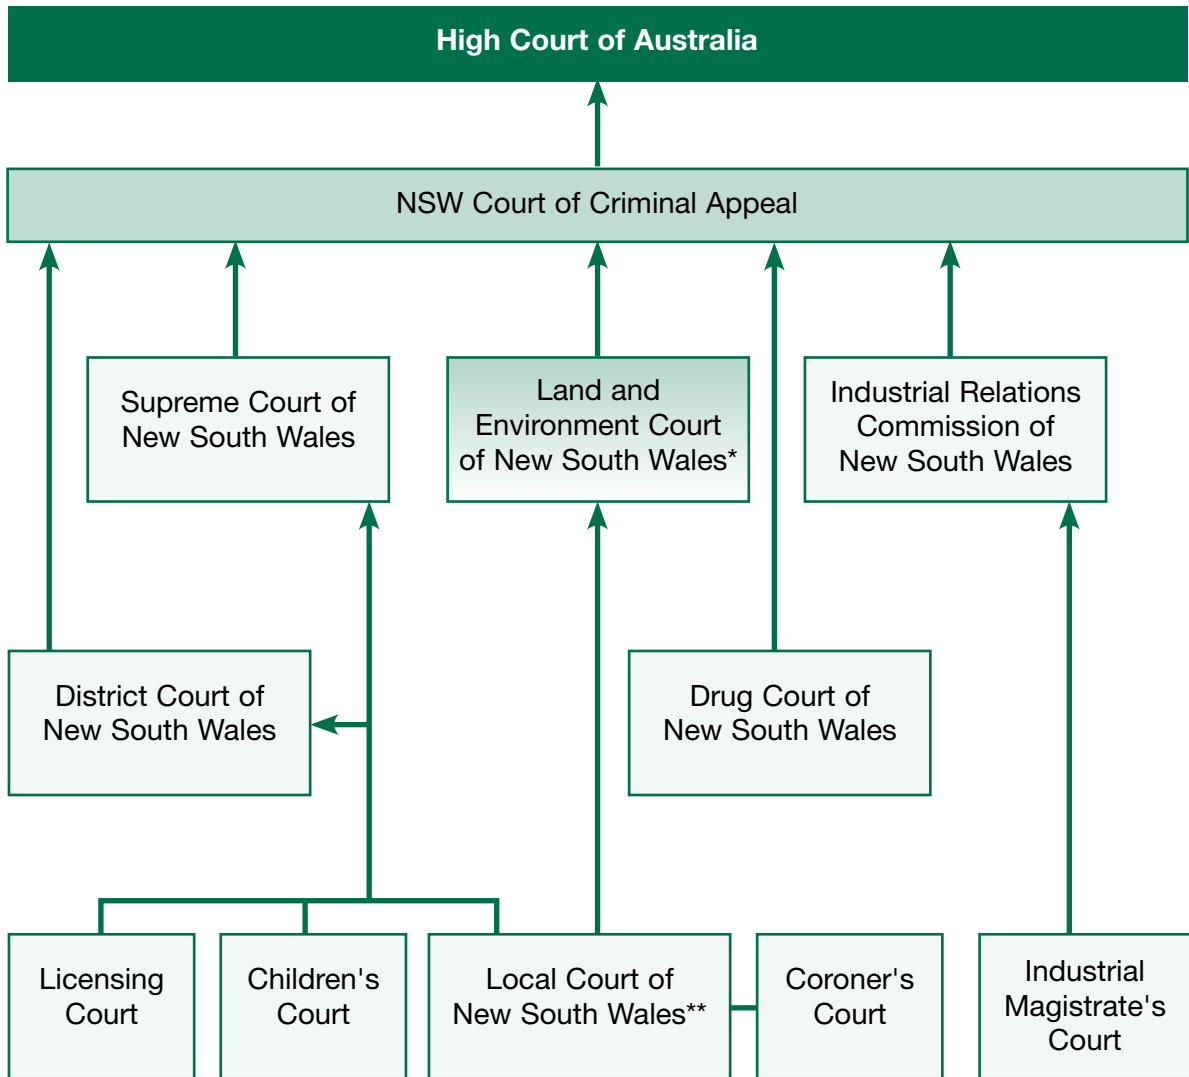 High Court of Australia
NSW Court of Criminal Appeal
Supreme Court of
New South Wales
Land and
Environment Court
of New South Wales*
Industrial Relations
Commission of
New South Wales
District Court of
New South Wales
Drug Court of
New South Wales
Licensing
Court
Children's
Court
Local Court of
New South Wales**
Coroner's
Court
Industrial
Magistrate's
Court